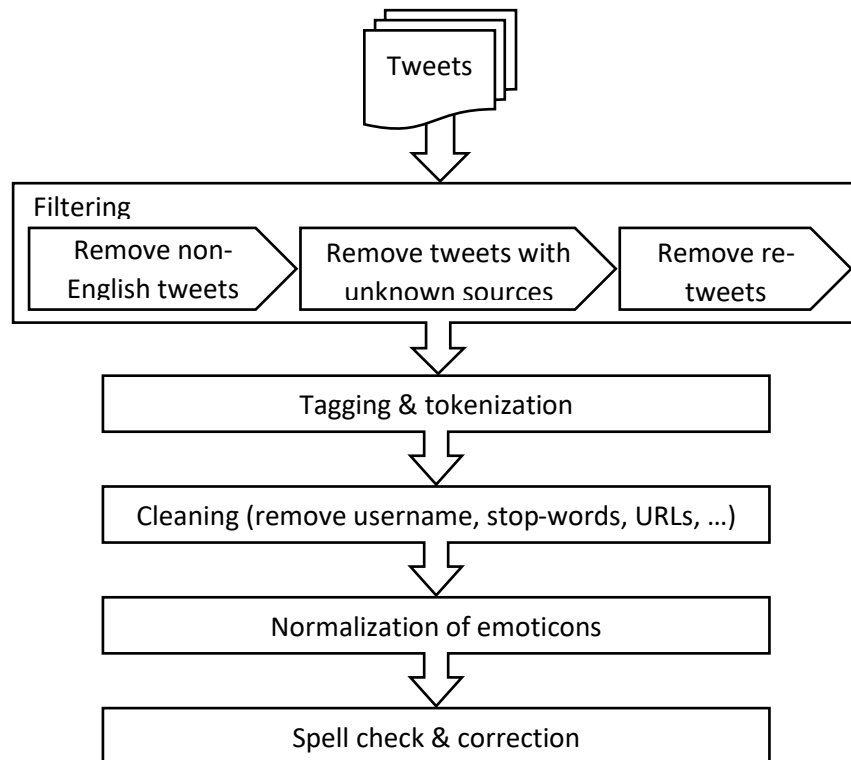 Tweets
Filtering
Remove non-
English tweets
Remove tweets with
unknown sources
Remove re-
tweets
Tagging & tokenization
Cleaning (remove username, stop-words, URLs, ...)
Normalization of emoticons
Spell check & correction